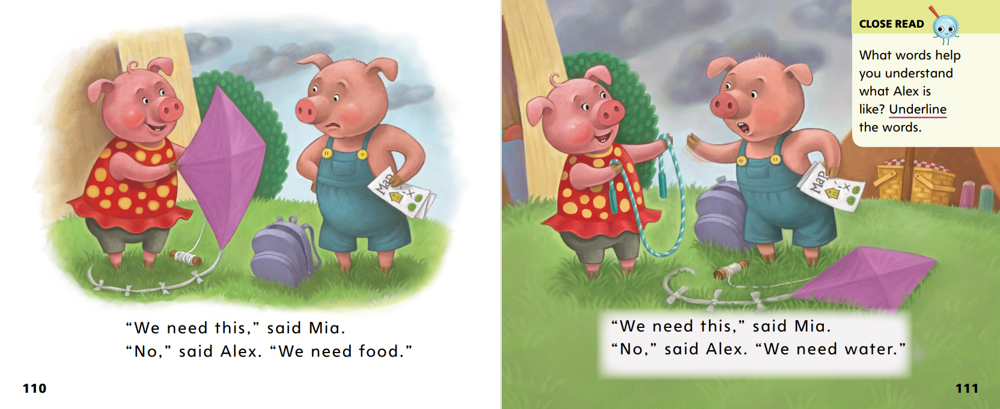 Map
“We need this,” said Mia.
“No,” said Alex. “We need food.”
110
CLOSE READ
What words help
you understand
what Alex is
like? Underline
the words.
Map
“We need this,” said Mia.
“No,” said Alex. “We need water.”
111